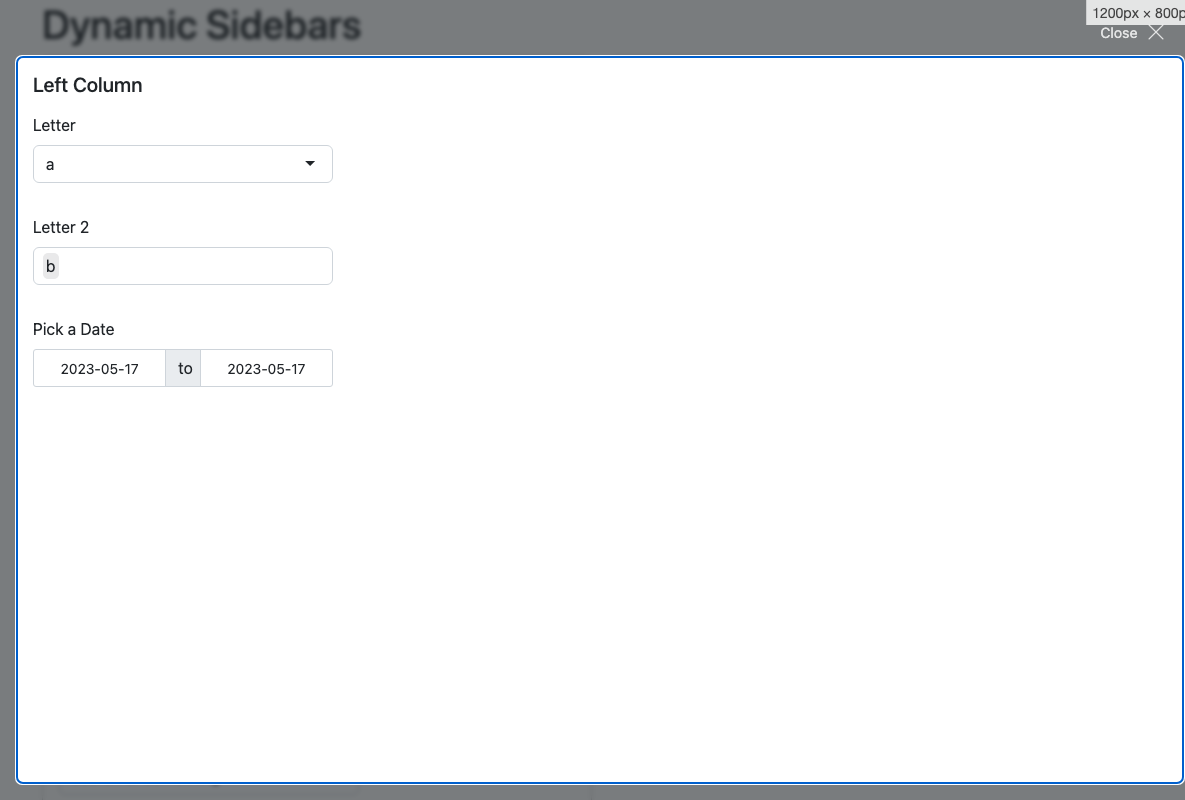 Dynamic Sidebars
1200px × 800p
Close
Left Column
Letter
a
Letter 2
b
Pick a Date
2023-05-17 to 2023-05-17